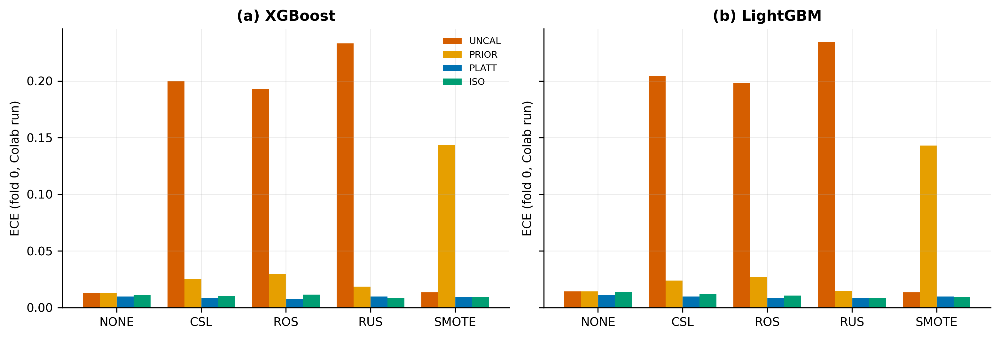 (a) XGBoost
ECE (fold 0, Colab run)
0.20
0.15
0.10
0.05
0.00
UNCAL
PRIOR
PLATT
ISO
NONE CSL ROS RUS SMOTE
(b) LightGBM
ECE (fold 0, Colab run)
NONE CSL ROS RUS SMOTE